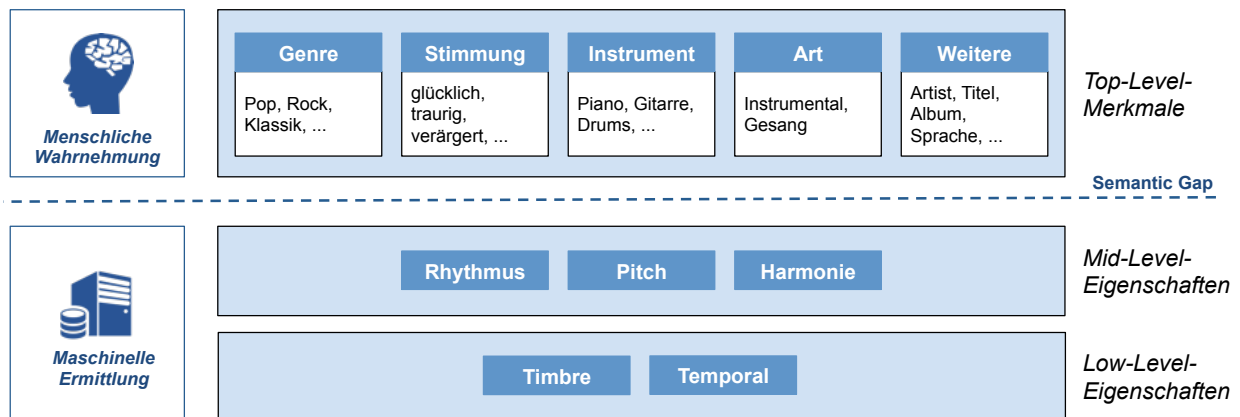 Genre
Stimmung
Instrument
Art
Weitere
Pop, Rock,
Klassik, ...
glücklich,
traurig,
verärgert, ...
Piano, Gitarre,
Drums, ...
Instrumental,
Gesang
Artist, Titel,
Album,
Sprache, ...
Top-Level-
Merkmale
Menschliche
Wahrnehmung
Semantic Gap
Rhythmus
Pitch
Harmonie
Mid-Level-
Eigenschaften
Maschinelle
Ermittlung
Timbre
Temporal
Low-Level-
Eigenschaften